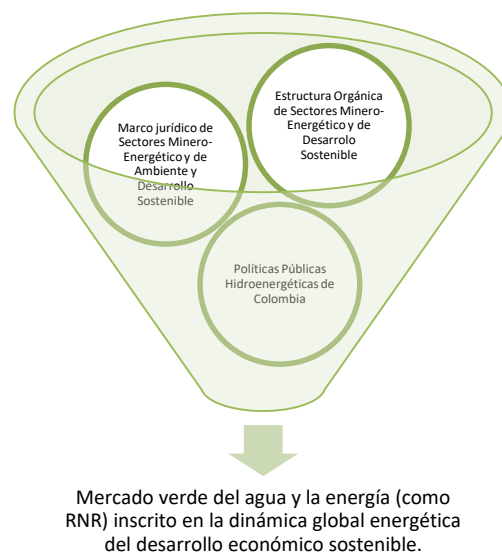 Marco jurídico de
Sectores Minero-
Energético y de
Ambiente y
Desarrollo
Sostenible
Estructura Orgánica
de Sectores Minero-
Energético y de
Desarrolo
Sostenible
Políticas Públicas
Hidroenergéticas de
Colombia
Mercado verde del agua y la energía (como
RNR) inscrito en la dinámica global energética
del desarrollo económico sostenible.